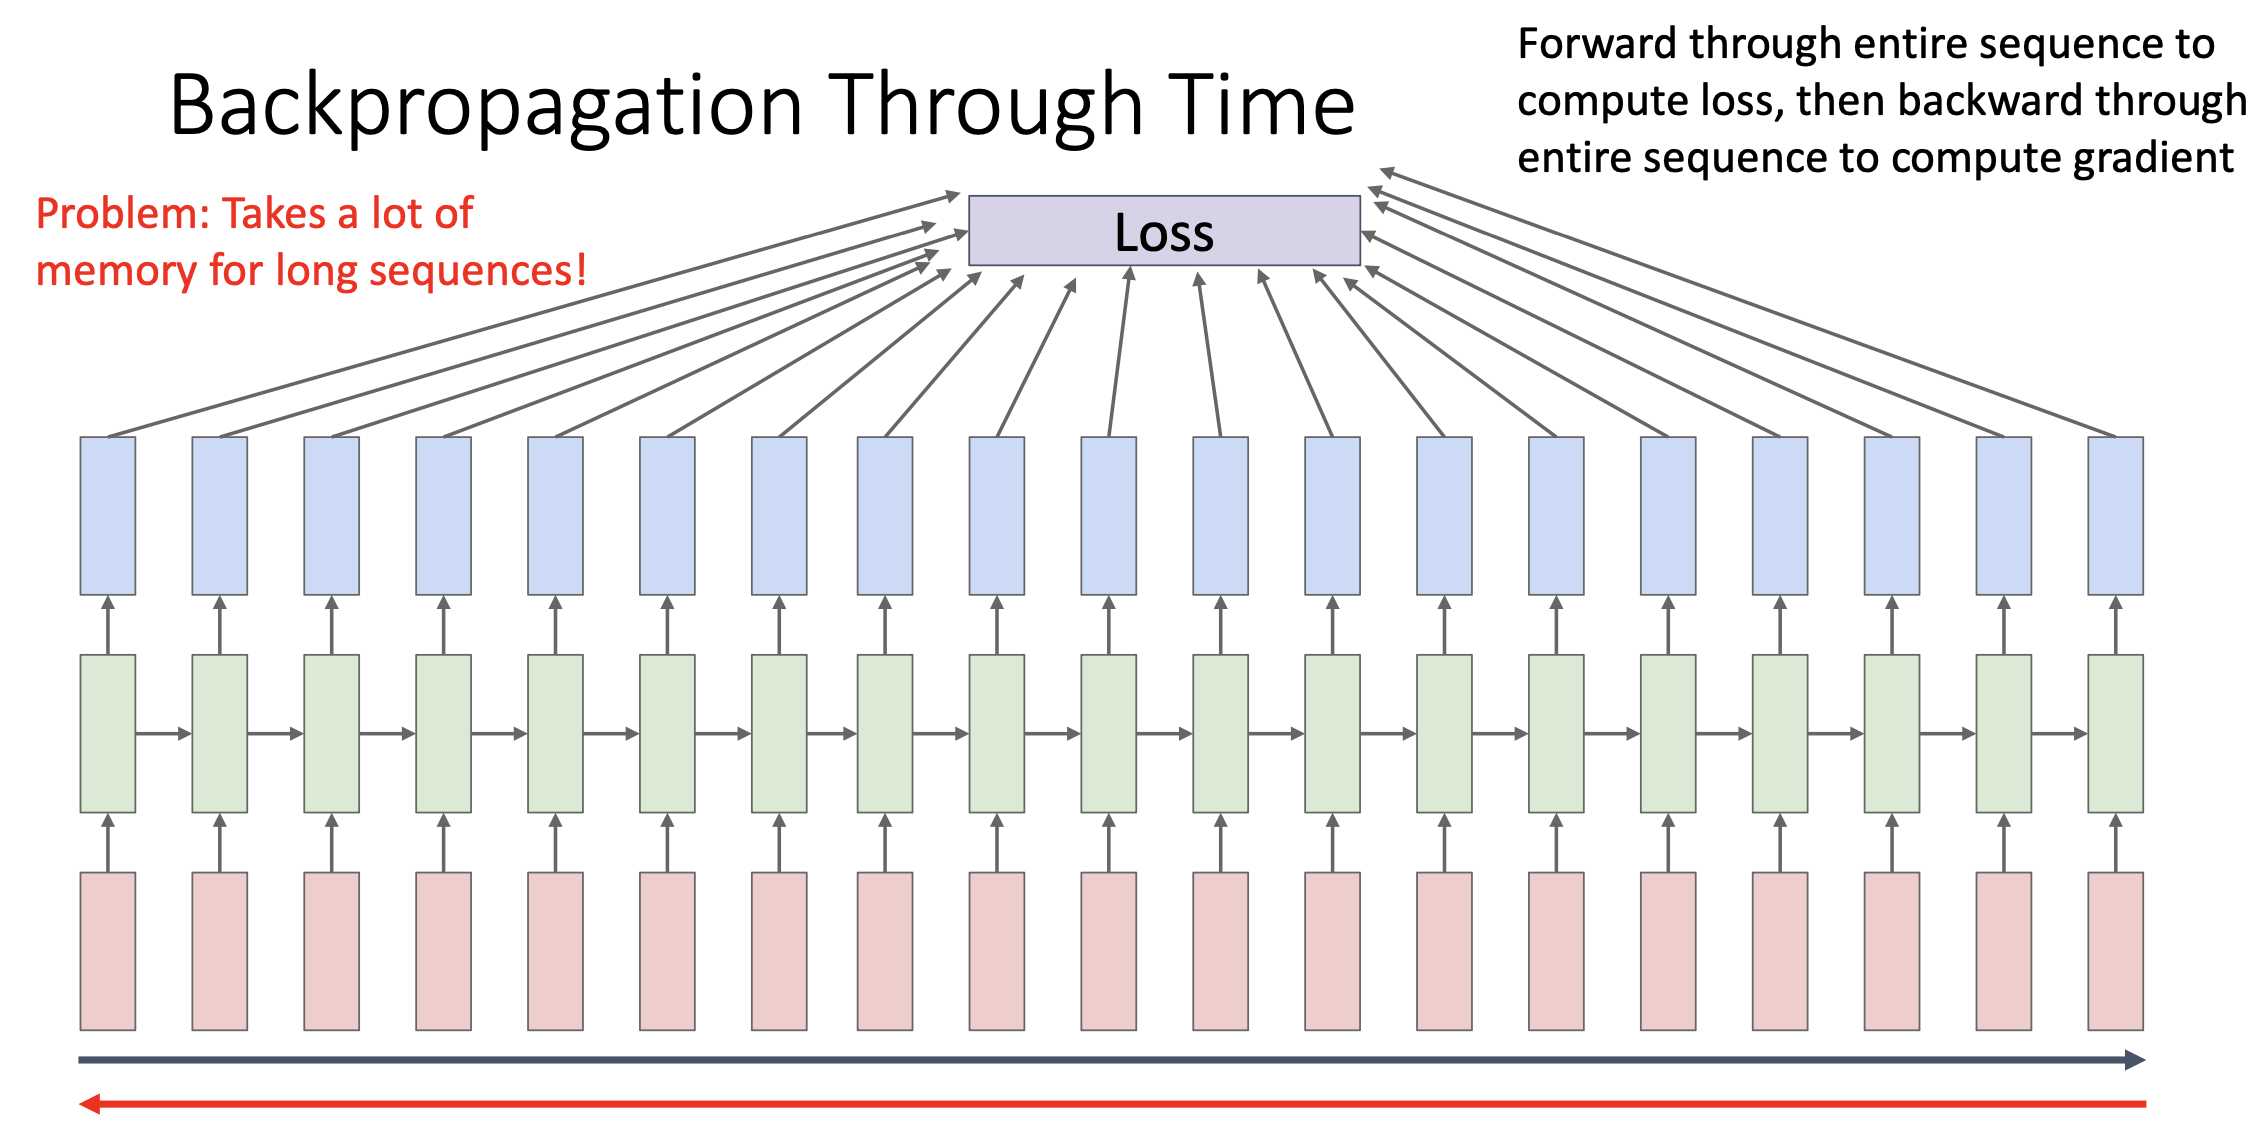 Backpropagation Through Time
Forward through entire sequence to
compute loss, then backward through
entire sequence to compute gradient
Problem: Takes a lot of
memory for long sequences!
Loss